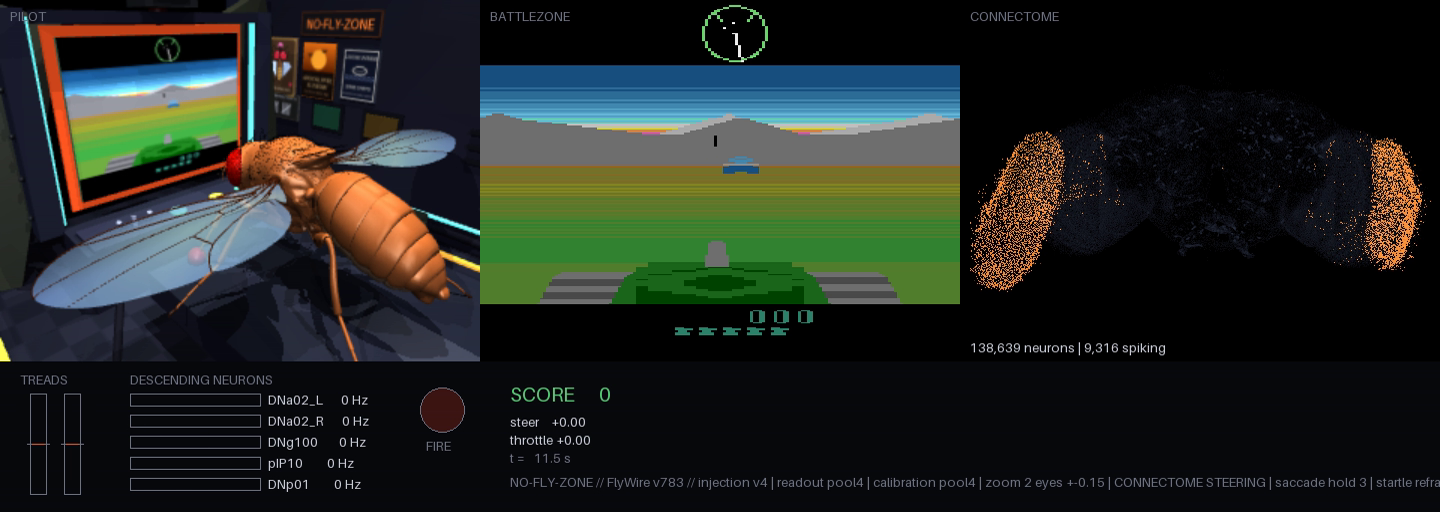 PILOT
NO-FLY-ZONE
BATTLEZONE
000
CONNECTOME
138,639 neurons | 9,316 spiking
TREADS
DESCENDING NEURONS
DNa02_L 0 Hz
DNa02_R 0 Hz
DNg100 0 Hz
pIP10 0 Hz
DNp01 0 Hz
FIRE
SCORE 0
steer +0.00
throttle +0.00
t = 11.5 s
NO-FLY-ZONE // FlyWire v783 // injection v4 | readout pool4 | calibration pool4 | zoom 2 eyes +-0.15 | CONNECTOME STEERING | saccade hold 3 | startle refra